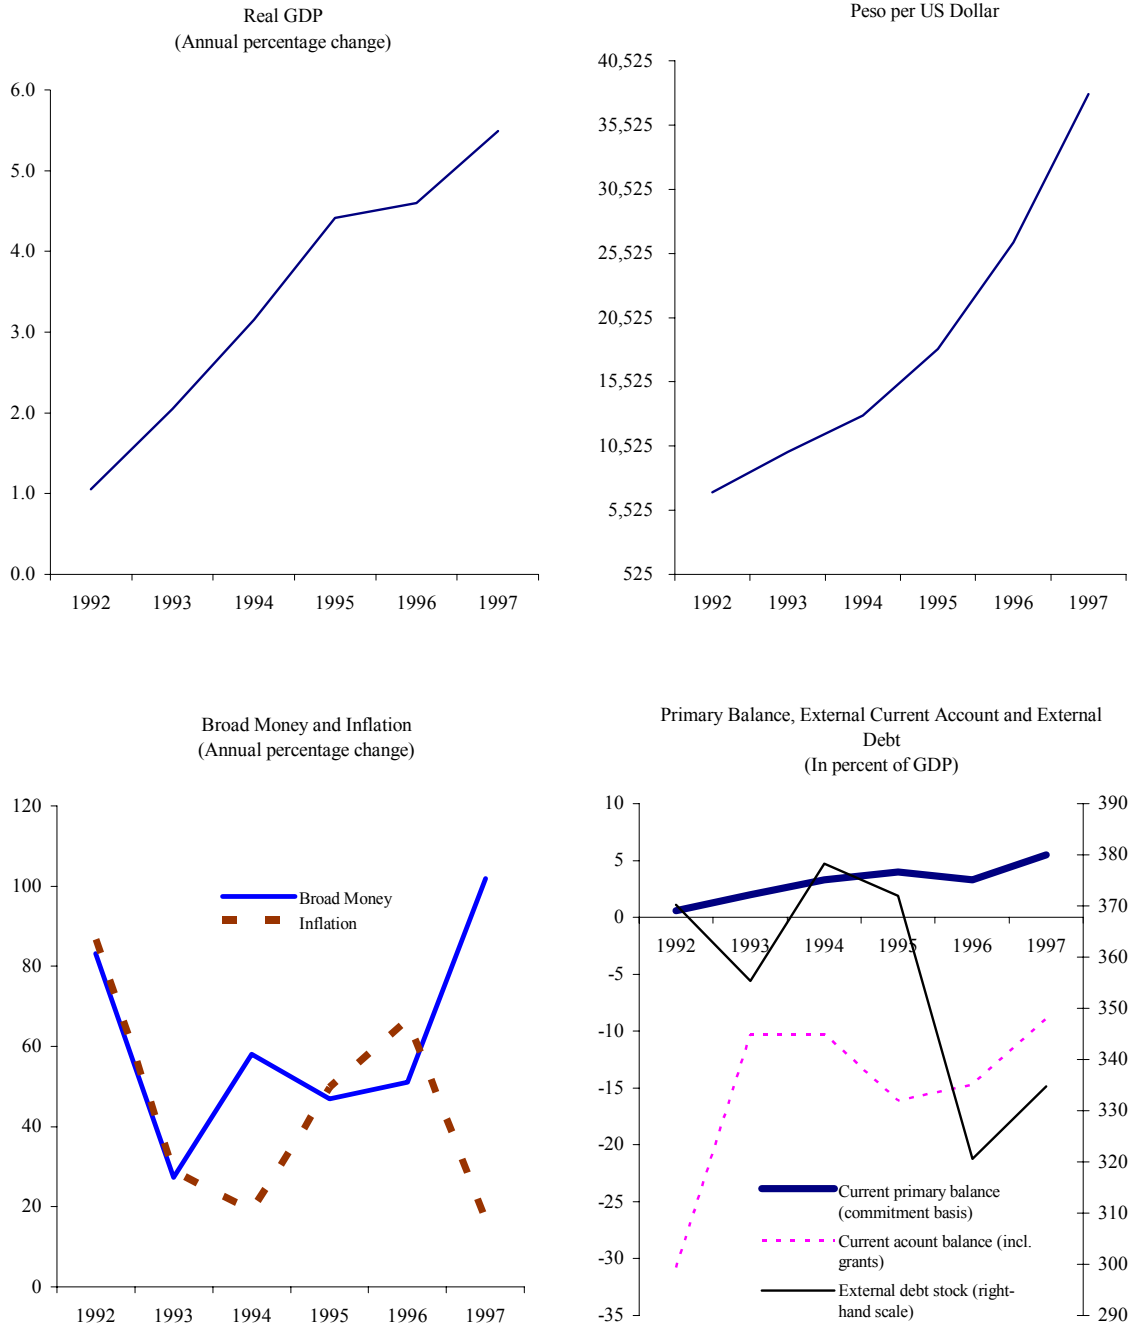 Real GDP
(Annual percentage change)
6.0
5.0
4.0
3.0
2.0
1.0
0.0
1992 1993 1994 1995 1996 1997
Peso per US Dollar
40,525
35,525
30,525
25,525
20,525
15,525
10,525
5,525
525
1992 1993 1994 1995 1996 1997
Broad Money and Inflation
(Annual percentage change)
120
100
80
60
40
20
0
Broad Money
Inflation
1992 1993 1994 1995 1996 1997
Primary Balance, External Current Account and External
Debt
(In percent of GDP)
10
5
0
-5
-10
-15
-20
-25
-30
-35
1992 1993 1994 1995 1996 1997
390
380
370
360
350
340
330
320
310
300
290
Current primary balance
(commitment basis)
Current acount balance (incl.
grants)
External debt stock (right-
hand scale)